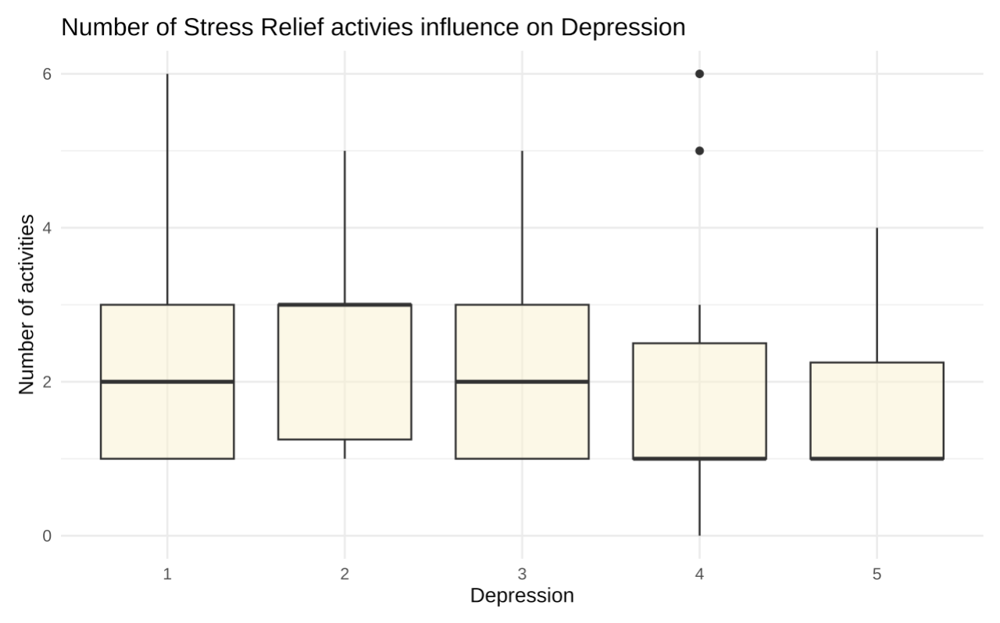 Number of Stress Relief activies influence on Depression
Number of activities
6
4
2
0
1 2 3 4 5
Depression